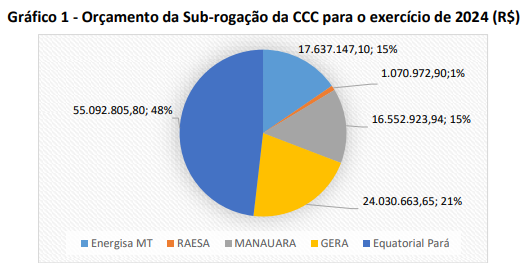 Gráfico 1 - Orçamento da Sub-rogação da CCC para o exercício de 2024 (R$)
17.637.147,10; 15%
1.070.972,90;1%
55.092.805,80; 48%
16.552.923,94; 15%
24.030.663,65; 21%
Energisa MT RAESA MANAUARA GERA Equatorial Pará